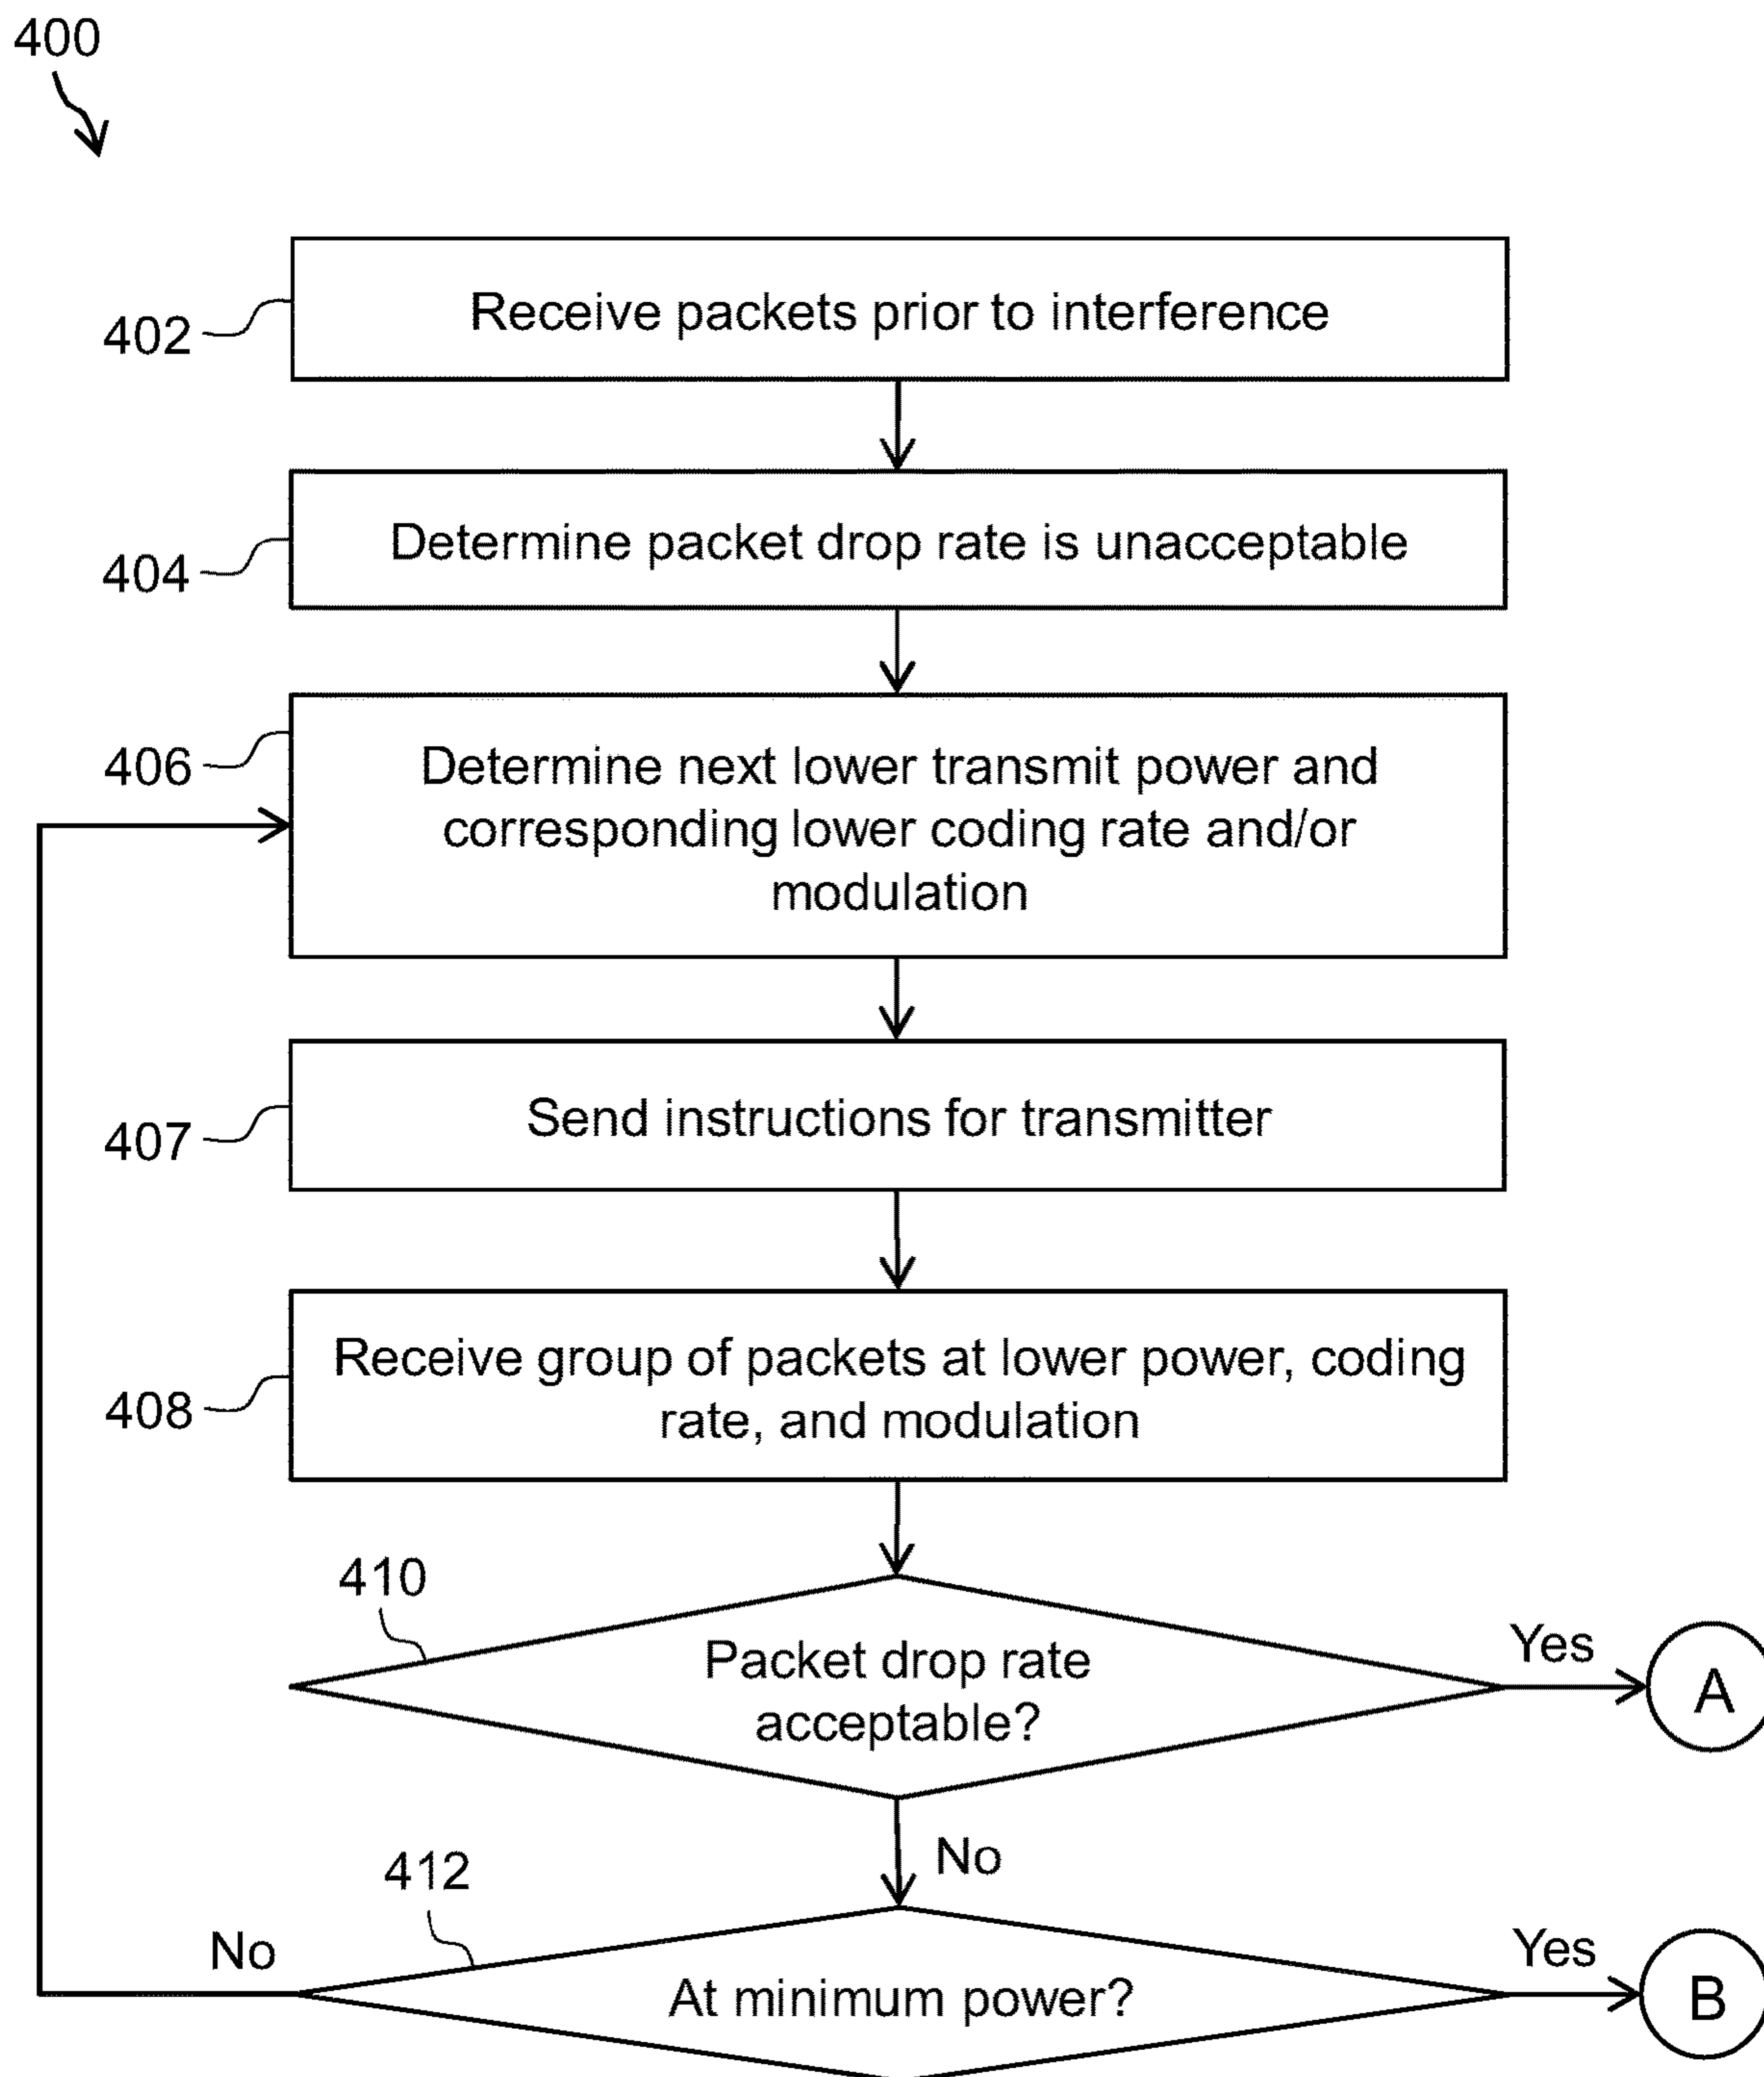 400
402
Receive packets prior to interference
404
Determine packet drop rate is unacceptable
406
Determine next lower transmit power and
corresponding lower coding rate and/or
modulation
407
Send instructions for transmitter
408
Receive group of packets at lower power, coding
rate, and modulation
410
Packet drop rate
acceptable?
Yes
A
No
412
At minimum power?
No
Yes
B